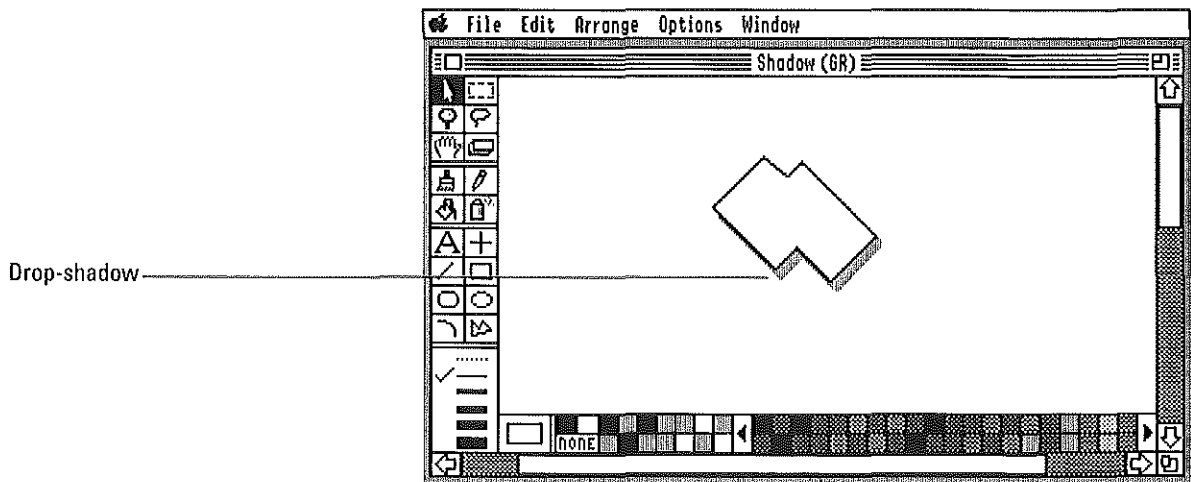 File Edit Arrange Options Window
Shadow (GR)
A
Drop-shadow
NONE